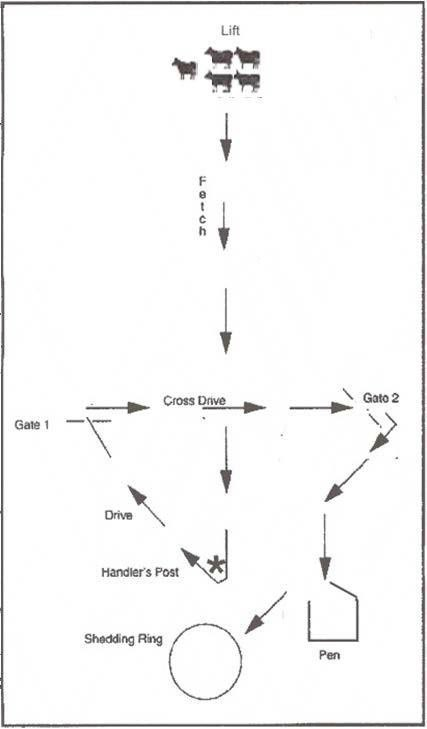 Lift
Fetch
Cross Drive
Gate 2
Gate 1
Drive
Handler's Post
Shedding Ring
Pen